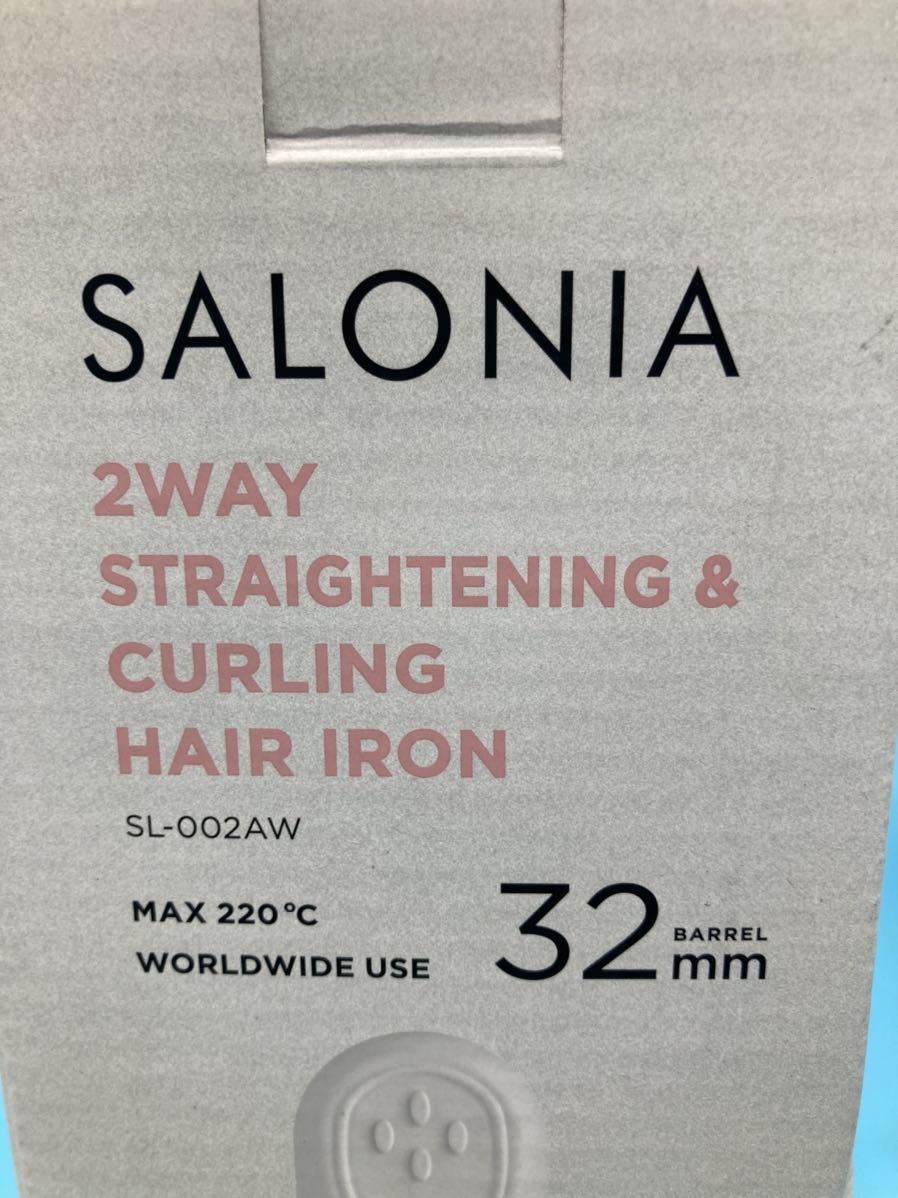 SALONIA
2WAY
STRAIGHTENING &
CURLING
HAIR IRON
SL-002AW
MAX 220°C
WORLDWIDE USE
32 BARREL mm